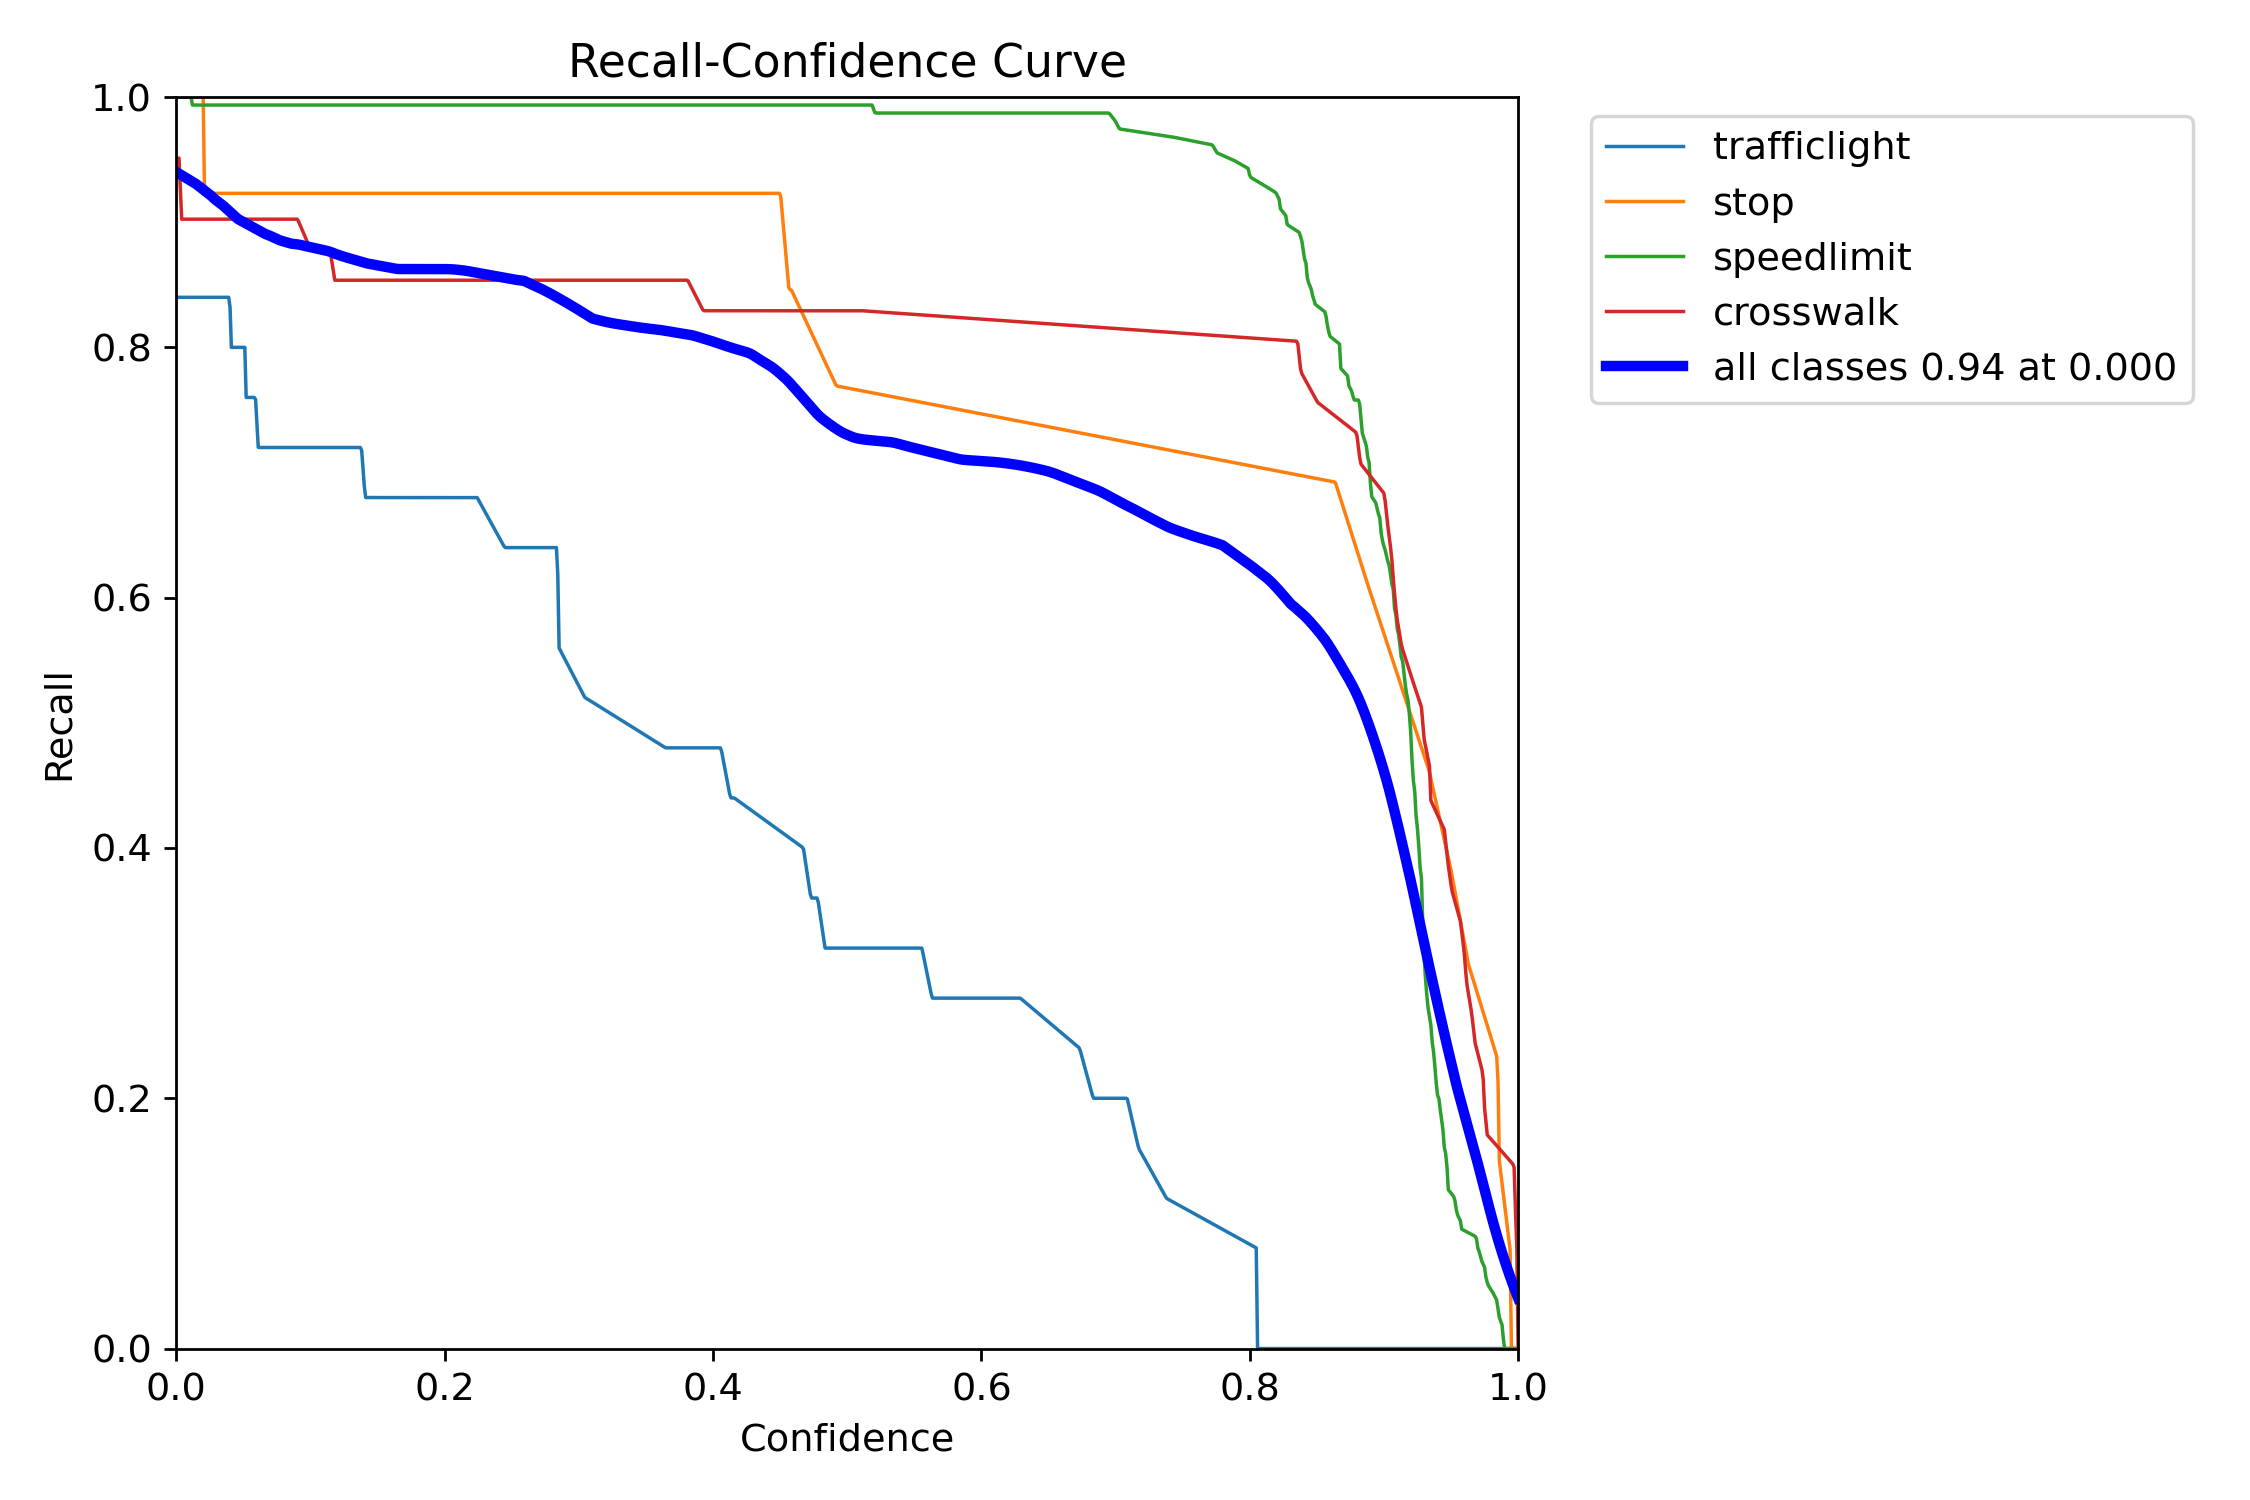 Recall-Confidence Curve
1.0
0.8
0.6
0.4
0.2
0.0
Recall
0.0 0.2 0.4 0.6 0.8 1.0
Confidence
trafficlight
stop
speedlimit
crosswalk
all classes 0.94 at 0.000